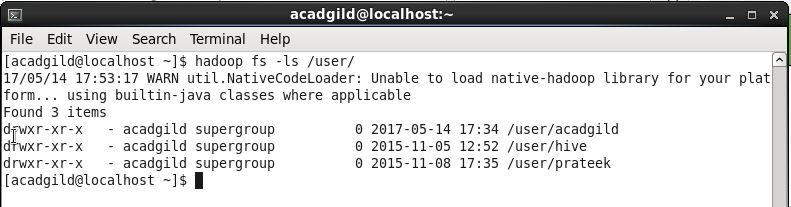 acadgild@localhost:~
File Edit View Search Terminal Help
[acadgild@localhost ~]$ hadoop fs -ls /user/
17/05/14 17:53:17 WARN util.NativeCodeLoader: Unable to load native-hadoop library for your plat
form... using builtin-java classes where applicable
Found 3 items
drwxr-xr-x   - acadgild supergroup          0 2017-05-14 17:34 /user/acadgild
drwxr-xr-x   - acadgild supergroup          0 2015-11-05 12:52 /user/hive
drwxr-xr-x   - acadgild supergroup          0 2015-11-08 17:35 /user/prateek
[acadgild@localhost ~]$